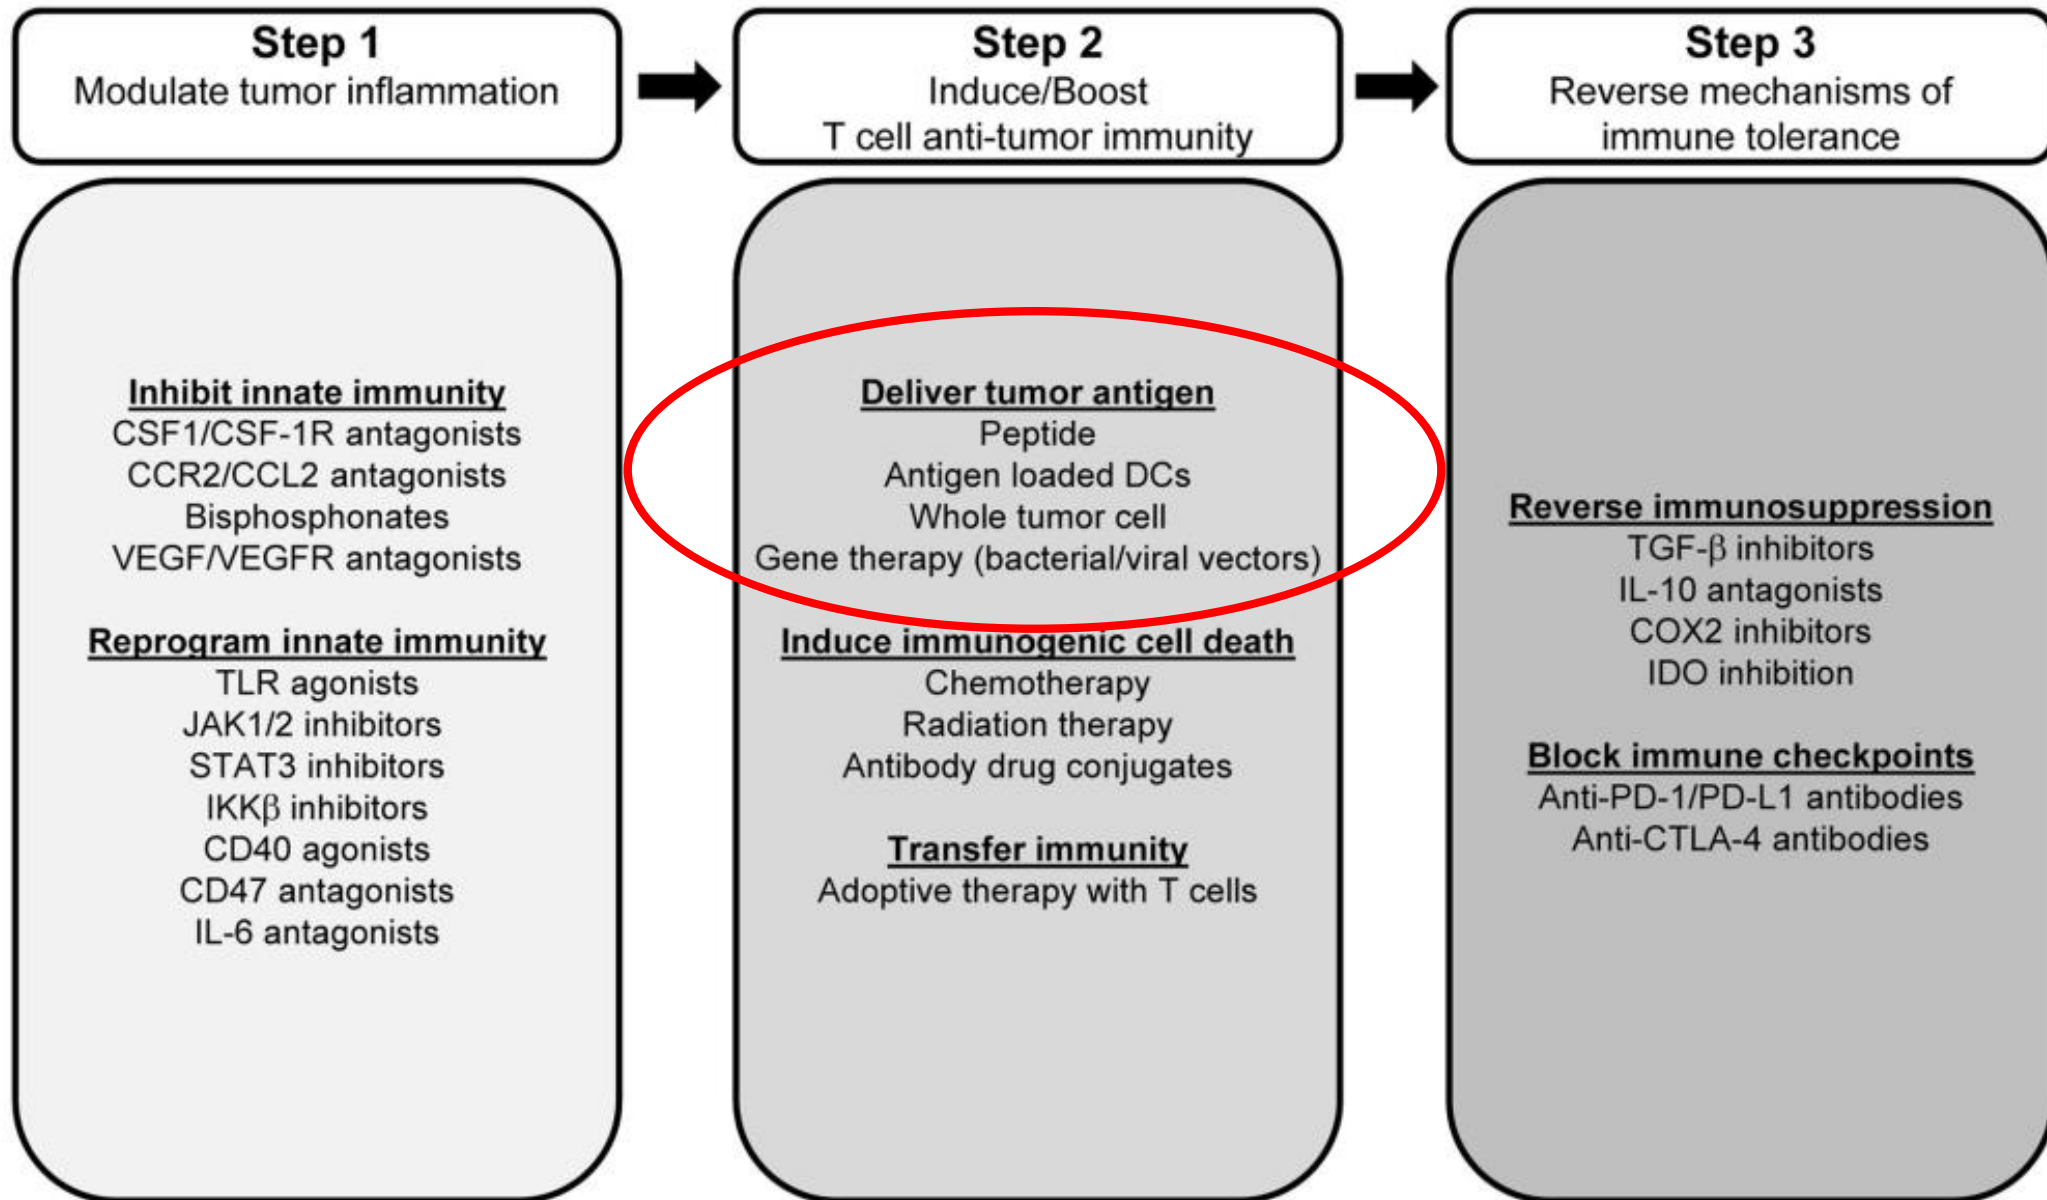 Step 1
Modulate tumor inflammation
Step 2
Induce/Boost
T cell anti-tumor immunity
Step 3
Reverse mechanisms of
immune tolerance
Inhibit innate immunity
CSF1/CSF-1R antagonists
CCR2/CCL2 antagonists
Bisphosphonates
VEGF/VEGFR antagonists
Reprogram innate immunity
TLR agonists
JAK1/2 inhibitors
STAT3 inhibitors
IKKβ inhibitors
CD40 agonists
CD47 antagonists
IL-6 antagonists
Deliver tumor antigen
Peptide
Antigen loaded DCs
Whole tumor cell
Gene therapy (bacterial/viral vectors)
Induce immunogenic cell death
Chemotherapy
Radiation therapy
Antibody drug conjugates
Transfer immunity
Adoptive therapy with T cells
Reverse immunosuppression
TGF-β inhibitors
IL-10 antagonists
COX2 inhibitors
IDO inhibition
Block immune checkpoints
Anti-PD-1/PD-L1 antibodies
Anti-CTLA-4 antibodies